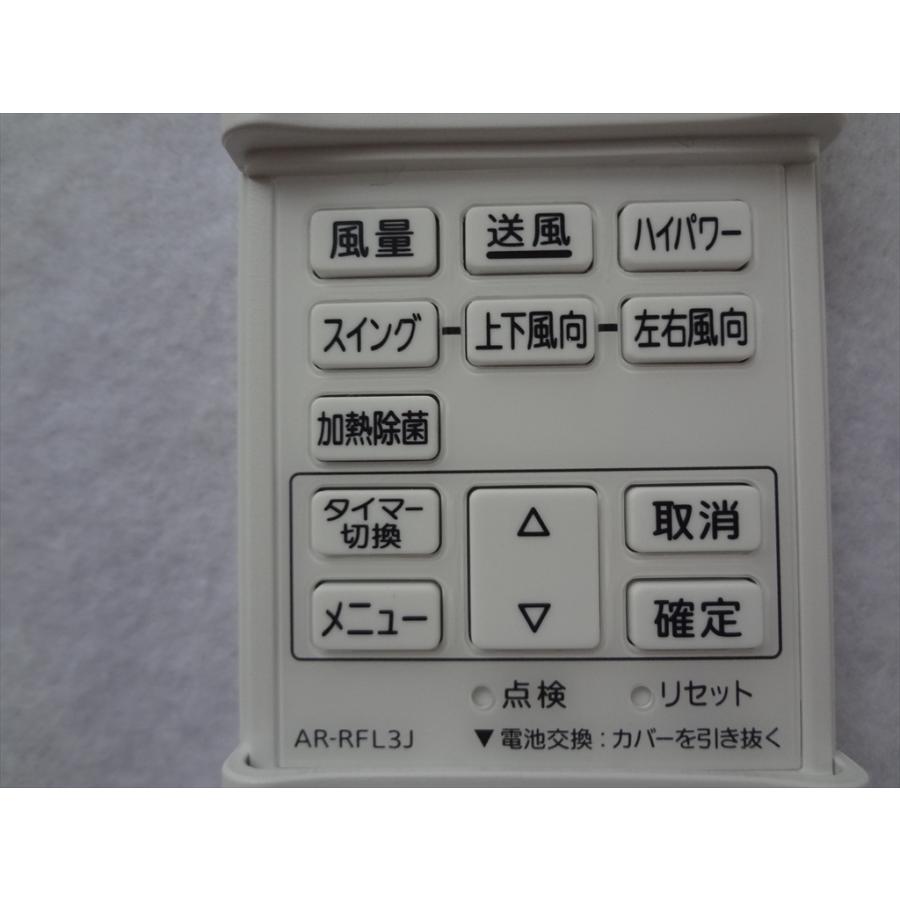 風量 送風 ハイパワー
スイング 上下風向 左右風向
加熱除菌
タイマー
切換
△
取消
▽
メニュー
確定
点検 リセット
AR-RFL3J ▼電池交換：カバーを引き抜く